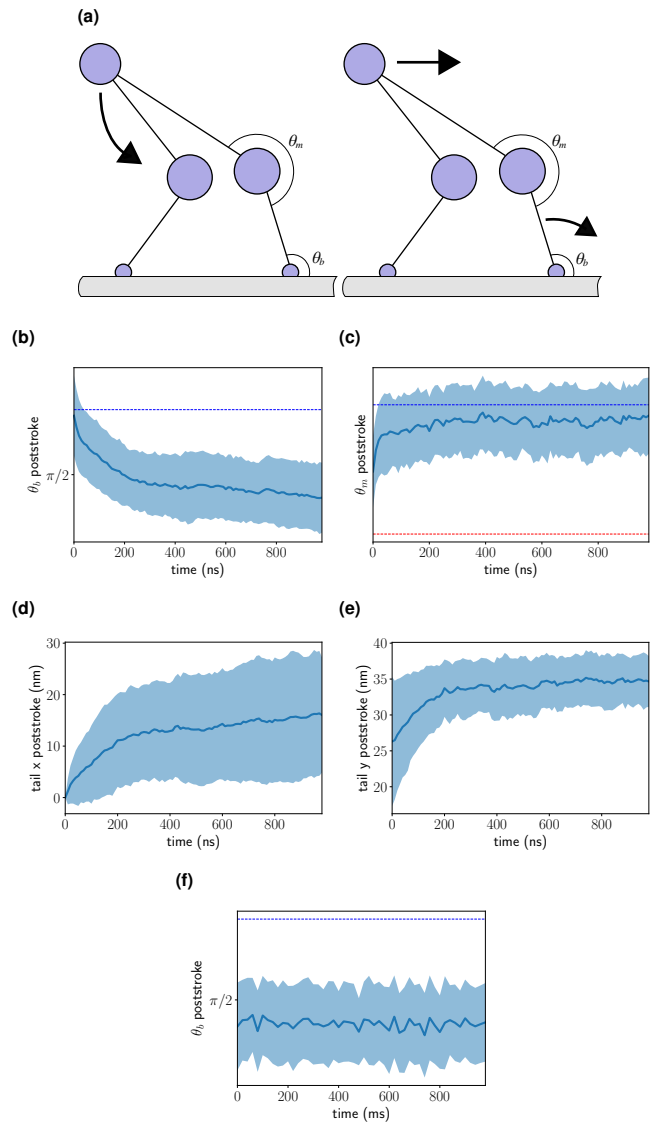 (a)
θm θm
θb θb
(b) (c)
θb poststroke
π/2
0 200 400 600 800
time (ns)
θm poststroke
0 200 400 600 800
time (ns)
(d) (e)
tail x poststroke (nm)
30
20
10
0
0 200 400 600 800
time (ns)
tail y poststroke (nm)
40
35
30
25
20
0 200 400 600 800
time (ns)
(f)
θb poststroke
π/2
0 200 400 600 800
time (ms)